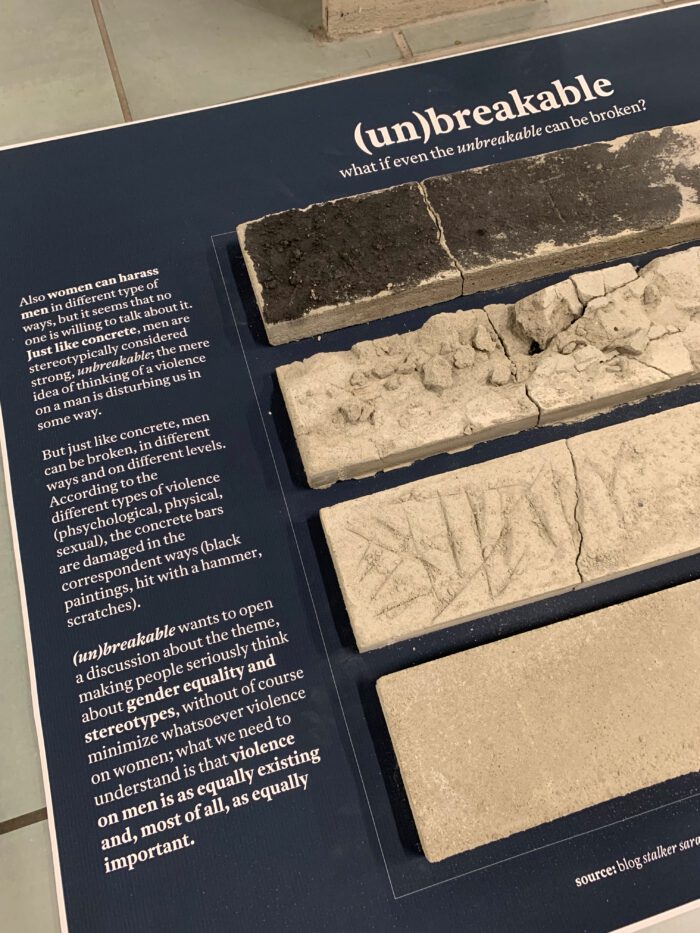 (un)breakable
what if even the unbreakable can be broken?
Also women can harass
men in different type of
ways, but it seems that no
one is willing to talk about it.
Just like concrete, men are
stereotypically considered
strong, unbreakable; the mere
idea of thinking of a violence
on a man is disturbing us in
some way.
But just like concrete, men
can be broken, in different
ways and on different levels.
According to the
different types of violence
(phsychological, physical,
sexual), the concrete bars
are damaged in the
correspondent ways (black
paintings, hit with a hammer,
scratches).
(un)breakable wants to open
a discussion about the theme,
making people seriously think
about gender equality and
stereotypes, without of course
minimize whatsoever violence
on women; what we need to
understand is that violence
on men is as equally existing
and, most of all, as equally
important.
source: blog stalker sara